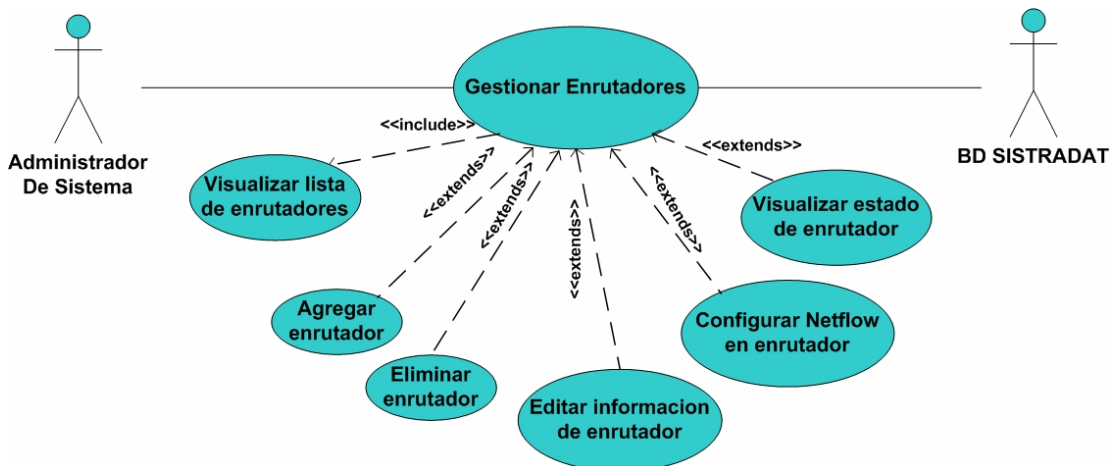 Gestionar Enrutadores
Administrador
De Sistema
BD SISTRADAT
<<include>>
<<extends>>
<<extends>>
<<extends>>
<<extends>>
<<extends>>
Visualizar lista
de enrutadores
Visualizar estado
de enrutador
Agregar
enrutador
Configurar Netflow
en enrutador
Eliminar
enrutador
Editar informacion
de enrutador